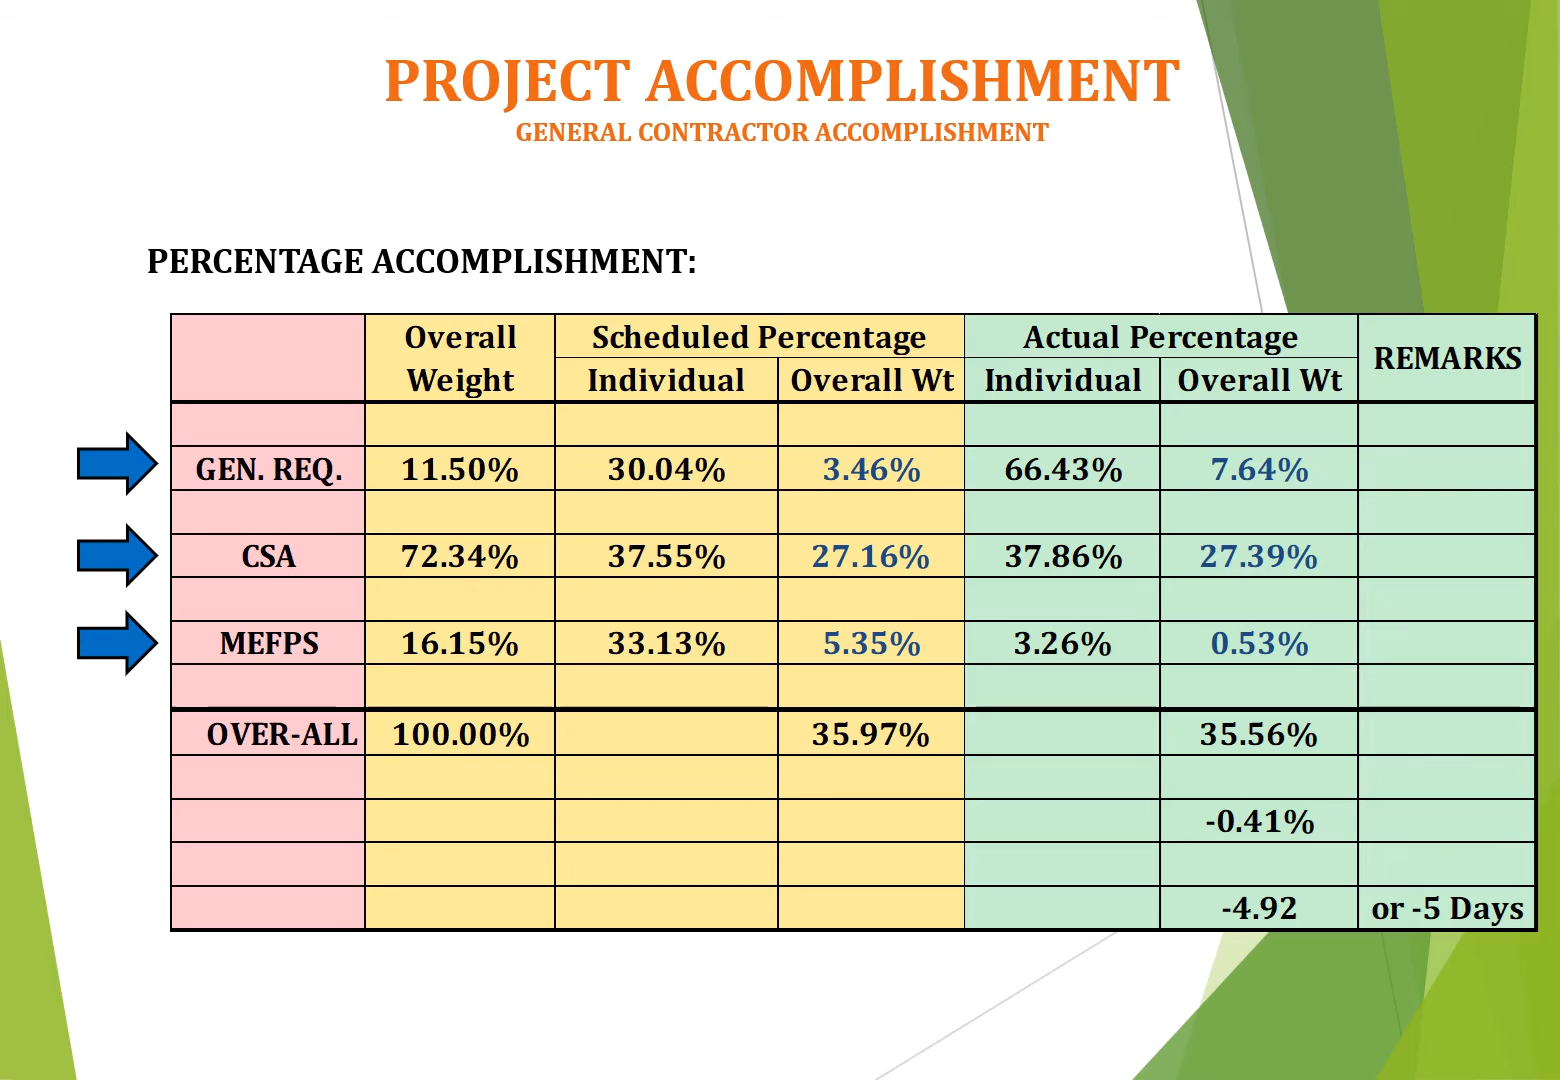 PROJECT ACCOMPLISHMENT
GENERAL CONTRACTOR ACCOMPLISHMENT
PERCENTAGE ACCOMPLISHMENT:
Overall Weight Scheduled Percentage Actual Percentage REMARKS
Individual Overall Wt Individual Overall Wt
GEN. REQ. 11.50% 30.04% 3.46% 66.43% 7.64%
CSA 72.34% 37.55% 27.16% 37.86% 27.39%
MEFPS 16.15% 33.13% 5.35% 3.26% 0.53%
OVER-ALL 100.00% 35.97% 35.56%
-0.41%
-4.92 or -5 Days